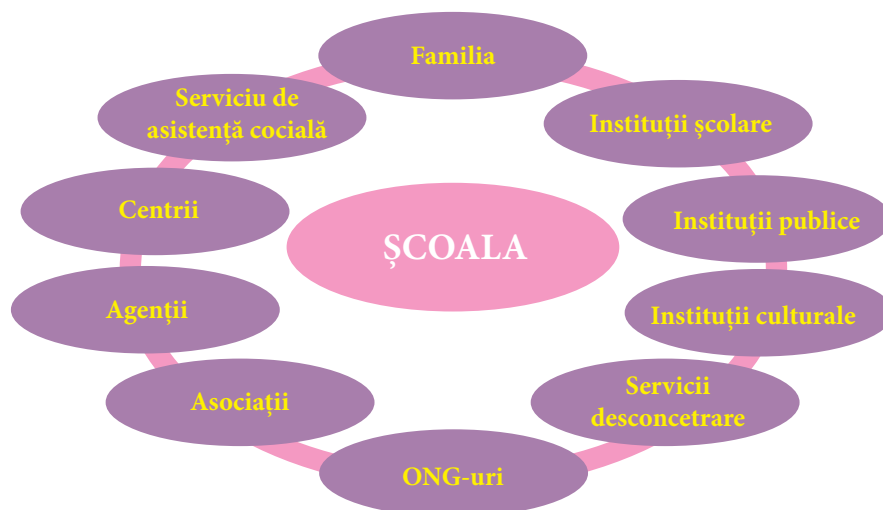 Familia
Serviciu de
asistență cocială
Instituții școlare
Centrii
ȘCOALA
Instituții publice
Agenții
Instituții culturale
Asociații
Servicii
desconcetrare
ONG-uri